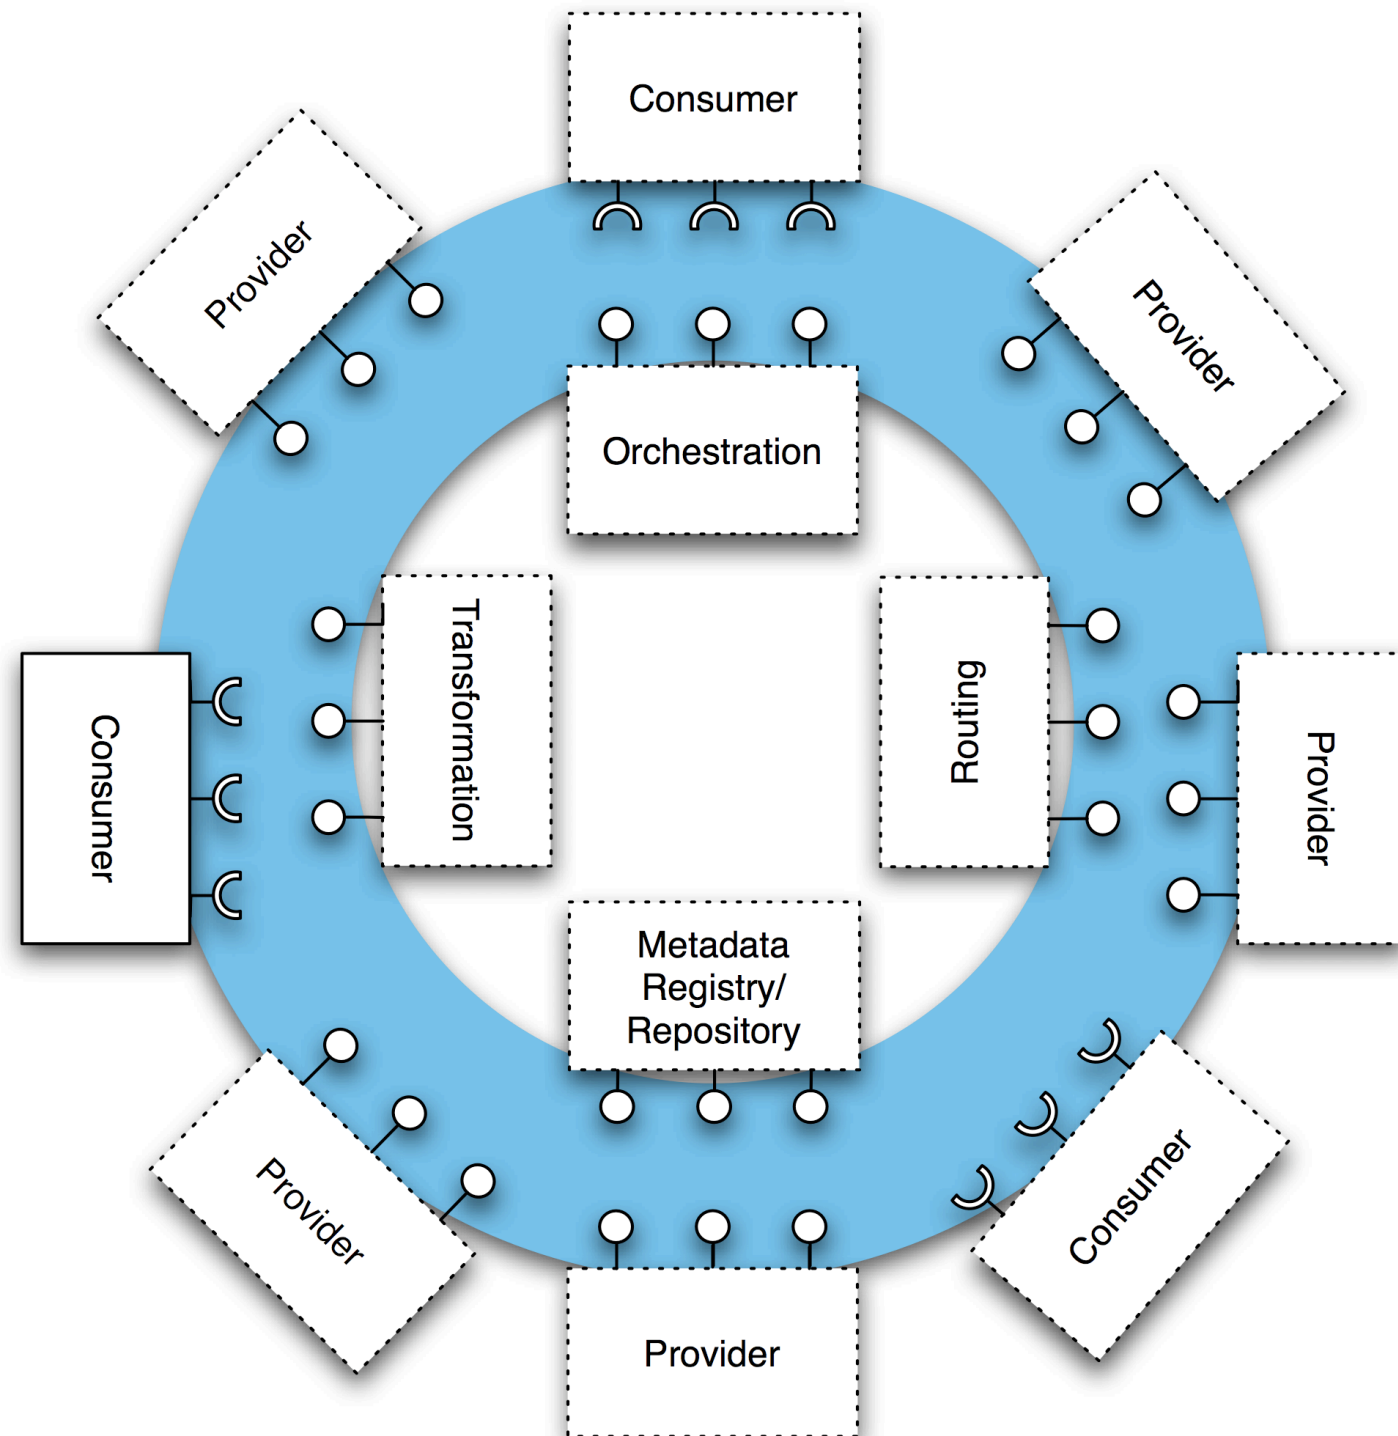 Consumer
Provider
Provider
Orchestration
Transformation
Routing
Consumer
Provider
Metadata
Registry/
Repository
Provider
Consumer
Provider